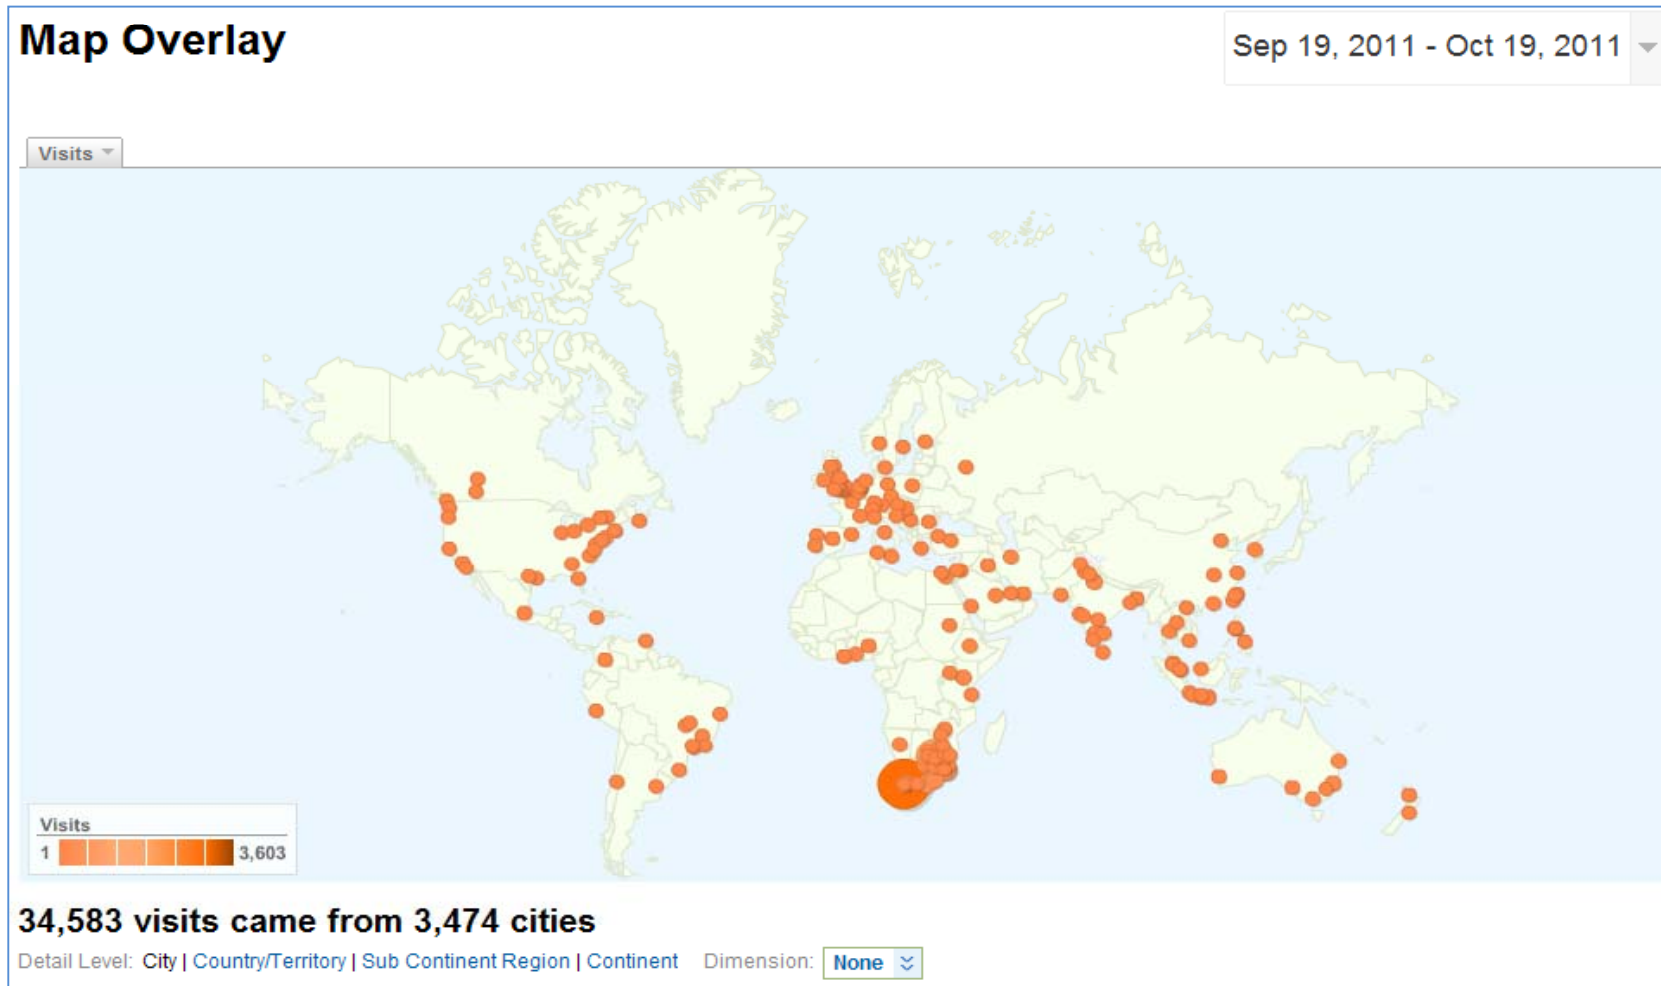 Map Overlay
Sep 19, 2011 - Oct 19, 2011
Visits
Visits
1 3,603
34,583 visits came from 3,474 cities
Detail Level: City | Country/Territory | Sub Continent Region | Continent Dimension: None